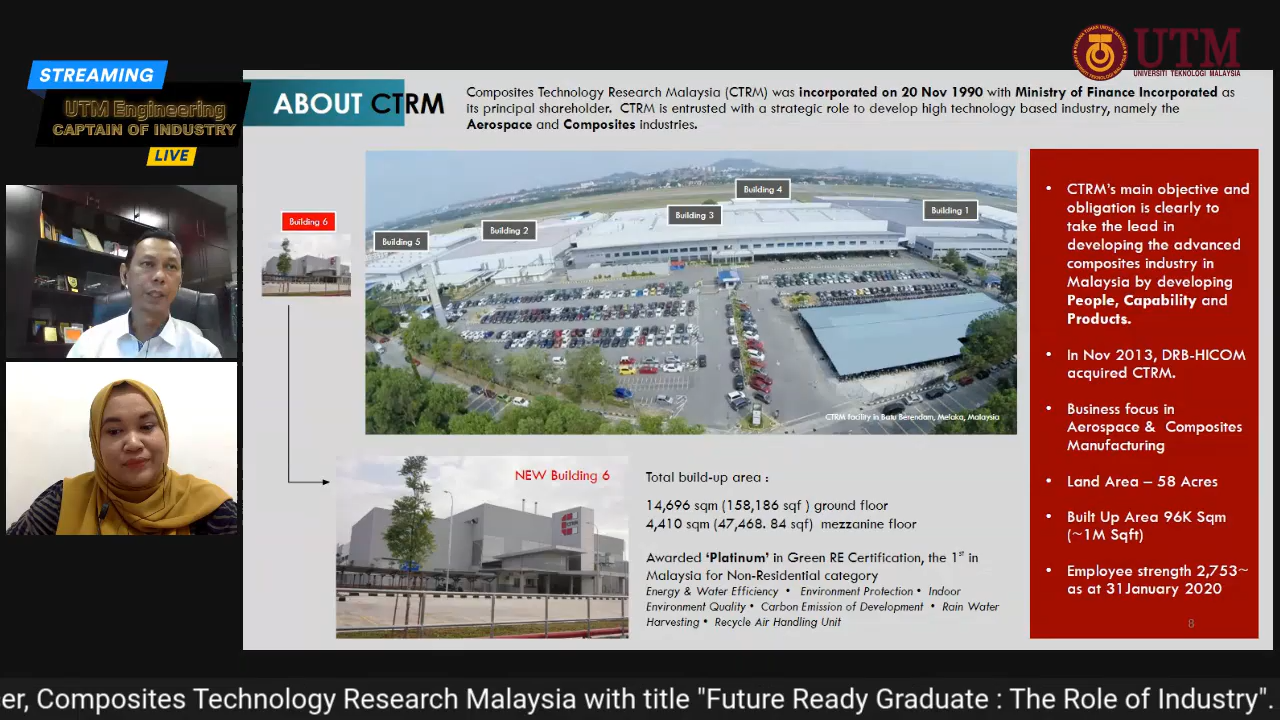 UTM
UNIVERSITI TEKNOLOGI MALAYSIA
STREAMING
UTM Engineering
CAPTAIN OF INDUSTRY
LIVE
ABOUT CTRM
Composites Technology Research Malaysia (CTRM) was incorporated on 20 Nov 1990 with Ministry of Finance Incorporated as
its principal shareholder. CTRM is entrusted with a strategic role to develop high technology based industry, namely the
Aerospace and Composites industries.
Building 6
Building 5
Building 2
Building 3
Building 4
Building 1
CTRM facility in Batu Berendam, Melaka, Malaysia
NEW Building 6
Total build-up area :
14,696 sqm (158,186 sqf ) ground floor
4,410 sqm (47,468. 84 sqf) mezzanine floor
Awarded ‘Platinum’ in Green RE Certification, the 1st in
Malaysia for Non-Residential category
Energy & Water Efficiency • Environment Protection • Indoor
Environment Quality • Carbon Emission of Development • Rain Water
Harvesting • Recycle Air Handling Unit
• CTRM’s main objective and
obligation is clearly to
take the lead in
developing the advanced
composites industry in
Malaysia by developing
People, Capability and
Products.
• In Nov 2013, DRB-HICOM
acquired CTRM.
• Business focus in
Aerospace & Composites
Manufacturing
• Land Area – 58 Acres
• Built Up Area 96K Sqm
(~1M Sqft)
• Employee strength 2,753~
as at 31January 2020
8
er, Composites Technology Research Malaysia with title "Future Ready Graduate : The Role of Industry".